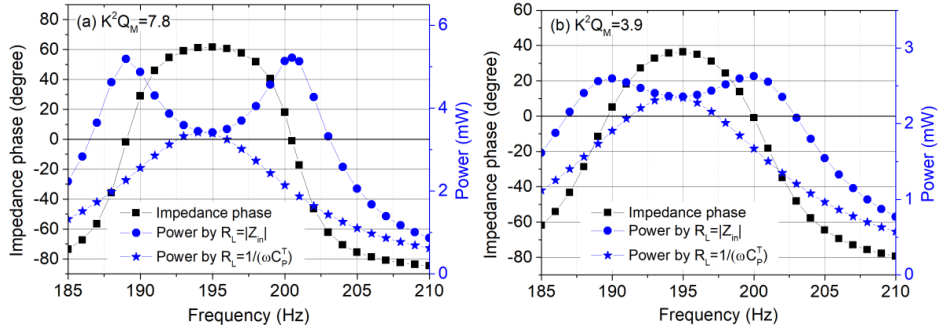 (a) K²Q_M=7.8
80
60
40
20
0
-20
-40
-60
-80
Impedance phase (degree)
6
4
2
0
Power (mW)
Impedance phase
Power by R_L=|Z_in|
Power by R_L=1/(ωC_P^T)
185 190 195 200 205 210
Frequency (Hz)
(b) K²Q_M=3.9
60
40
20
0
-20
-40
-60
-80
Impedance phase (degree)
3
2
1
0
Power (mW)
Impedance phase
Power by R_L=|Z_in|
Power by R_L=1/(ωC_P^T)
185 190 195 200 205 210
Frequency (Hz)